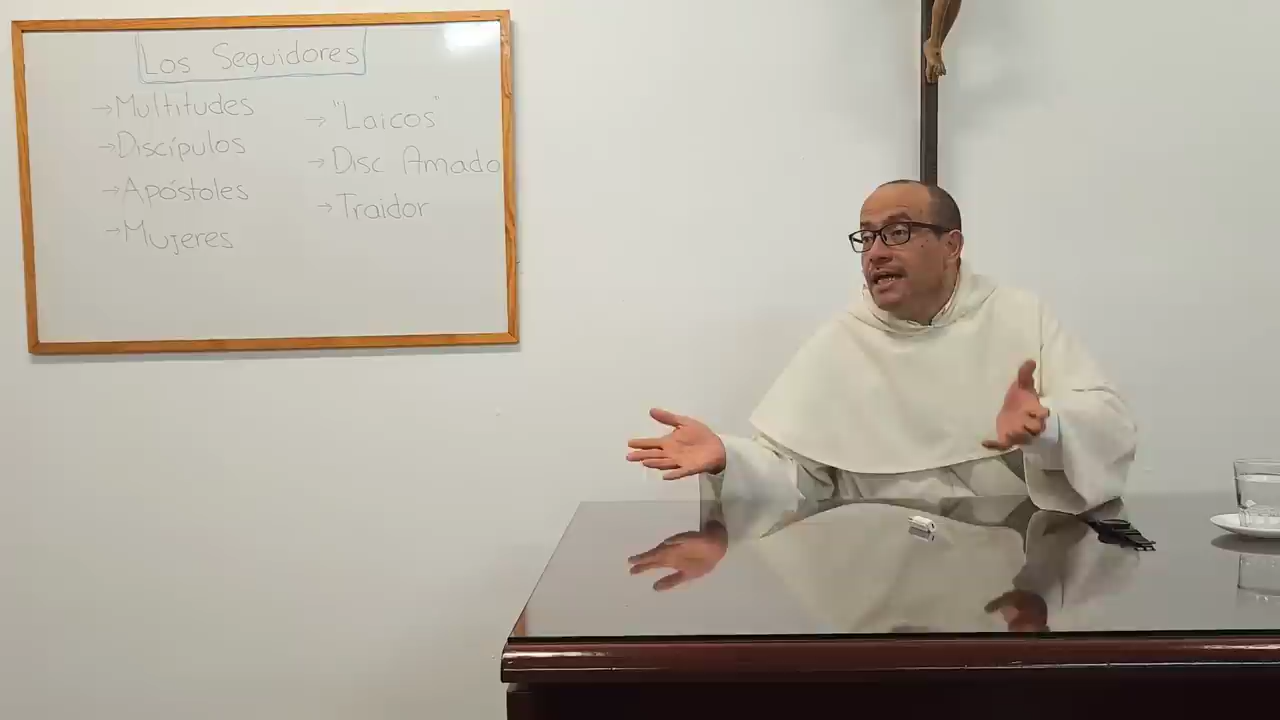 Los Seguidores
→Multitudes
→Discípulos
→Apóstoles
→Mujeres
→"Laicos"
→Disc Amado
→Traidor